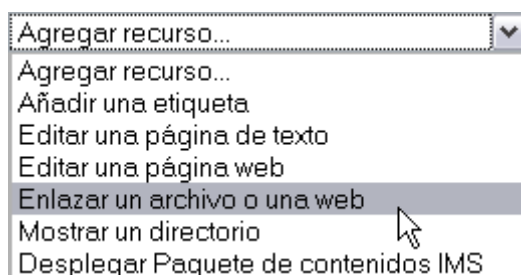 Agregar recurso...
Agregar recurso...
Añadir una etiqueta
Editar una página de texto
Editar una página web
Enlazar un archivo o una web
Mostrar un directorio
Desplegar Paquete de contenidos IMS